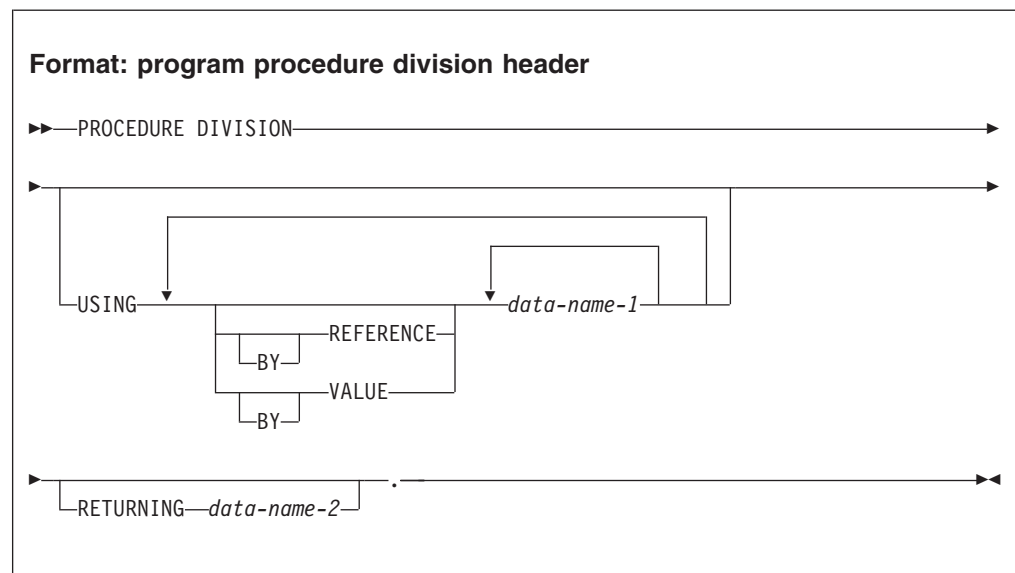 Format: program procedure division header
PROCEDURE DIVISION
USING data-name-1
REFERENCE
BY
VALUE
BY
.
RETURNING data-name-2